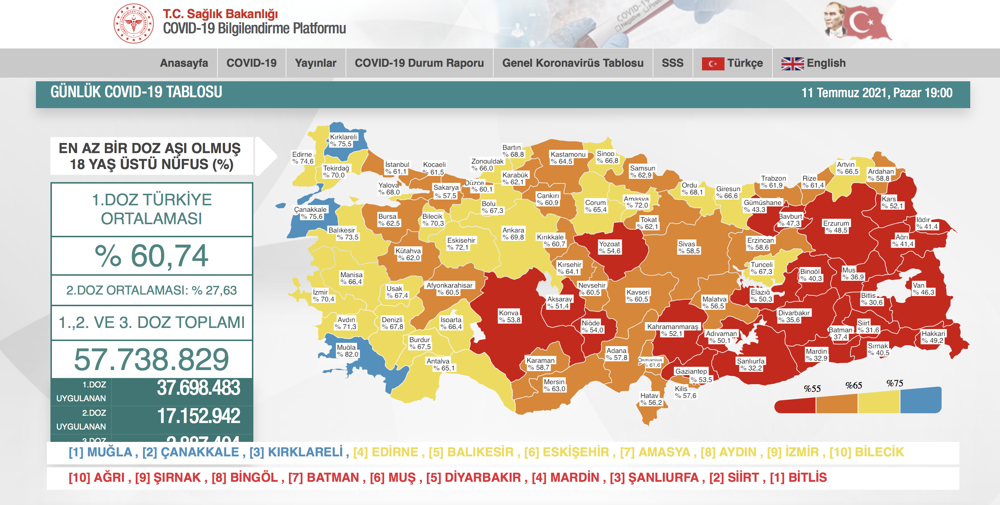 T.C. Sağlık Bakanlığı
COVID-19 Bilgilendirme Platformu
COVID-19
Negative
Anasayfa
COVID-19
Yayınlar
COVID-19 Durum Raporu
Genel Koronavirüs Tablosu
SSS
Türkçe
English
GÜNLÜK COVID-19 TABLOSU
11 Temmuz 2021, Pazar 19:00
EN AZ BİR DOZ AŞI OLMUŞ
18 YAŞ ÜSTÜ NÜFUS (%)
1.DOZ TÜRKİYE
ORTALAMASI
% 60,74
2.DOZ ORTALAMASI: % 27,63
1.,2. VE 3. DOZ TOPLAMI
57.738.829
1.DOZ
UYGULANAN
37.698.483
2.DOZ
UYGULANAN
17.152.942
3.DOZ
Kırklareli
% 75,5
Edirne
% 74,6
Tekirdağ
% 70,0
İstanbul
% 61,1
Kocaeli
% 61,5
Yalova
% 68,0
Sakarya
% 57,5
Düzce
% 60,1
Zonguldak
% 66,0
Bartın
% 68,8
Karabük
% 62,1
Kastamonu
% 64,5
Sinop
% 66,8
Samsun
% 62,9
Çankırı
% 60,9
Çorum
% 65,4
Amasya
% 72,0
Tokat
% 62,1
Ordu
% 68,1
Giresun
% 66,6
Trabzon
% 61,9
Rize
% 61,4
Artvin
% 66,5
Ardahan
% 58,8
Gümüshane
% 43,3
Bayburt
% 47,3
Erzurum
% 48,5
Kars
% 52,1
Iğdır
% 41,4
Ağrı
% 41,4
Çanakkale
% 75,6
Balıkesir
% 73,5
Bursa
% 62,5
Bilecik
% 70,3
Bolu
% 67,3
Eskisehir
% 72,1
Ankara
% 69,8
Kırıkkale
% 60,7
Yozgat
% 54,6
Sivas
% 58,5
Erzincan
% 58,6
Tunceli
% 67,3
Bingöl
% 40,3
Mus
% 36,9
Van
% 46,3
Bitlis
% 30,6
Kütahya
% 62,0
Manisa
% 66,4
İzmir
% 70,4
Usak
% 67,4
Afyonkarahisar
% 60,5
Kırsehir
% 64,1
Nevsehir
% 60,5
Aksaray
% 51,4
Kayseri
% 60,5
Malatya
% 56,5
Elazığ
% 50,3
Diyarbakır
% 35,6
Siirt
% 31,6
Batman
37,4
Hakkari
% 49,2
Sırnak
% 40,5
Mardin
% 32,9
Aydın
% 71,3
Denizli
% 67,8
Isparta
% 66,4
Konya
% 53,8
Niğde
% 54,0
Kahramanmaraş
% 52,1
Adıyaman
% 50,1
Sanlıurfa
% 32,2
Muğla
% 82,0
Burdur
% 67,5
Antalya
% 65,1
Karaman
% 58,7
Mersin
% 63,0
Adana
% 57,8
Osmaniye
% 61,6
Gaziantep
% 53,5
Kilis
% 57,6
Hatay
% 56,2
%55
%65
%75
[1] MUĞLA , [2] ÇANAKKALE , [3] KIRKLARELİ , [4] EDİRNE , [5] BALIKESİR , [6] ESKİŞEHİR , [7] AMASYA , [8] AYDIN , [9] İZMİR , [10] BİLECİK
[10] AĞRI , [9] ŞIRNAK , [8] BİNGÖL , [7] BATMAN , [6] MUŞ , [5] DİYARBAKIR , [4] MARDİN , [3] ŞANLIURFA , [2] SİİRT , [1] BİTLİS